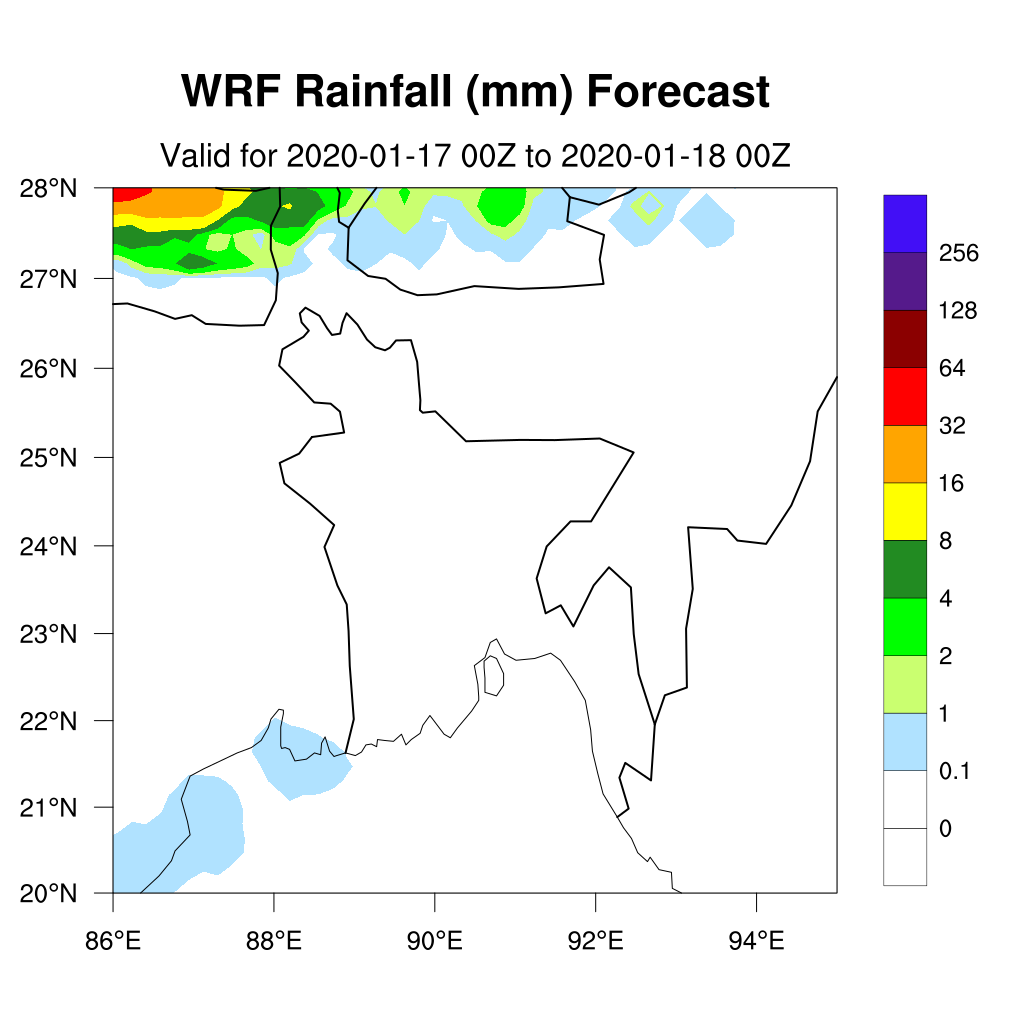 WRF Rainfall (mm) Forecast
Valid for 2020-01-17 00Z to 2020-01-18 00Z
28°N
27°N
26°N
25°N
24°N
23°N
22°N
21°N
20°N
86°E 88°E 90°E 92°E 94°E
256
128
64
32
16
8
4
2
1
0.1
0